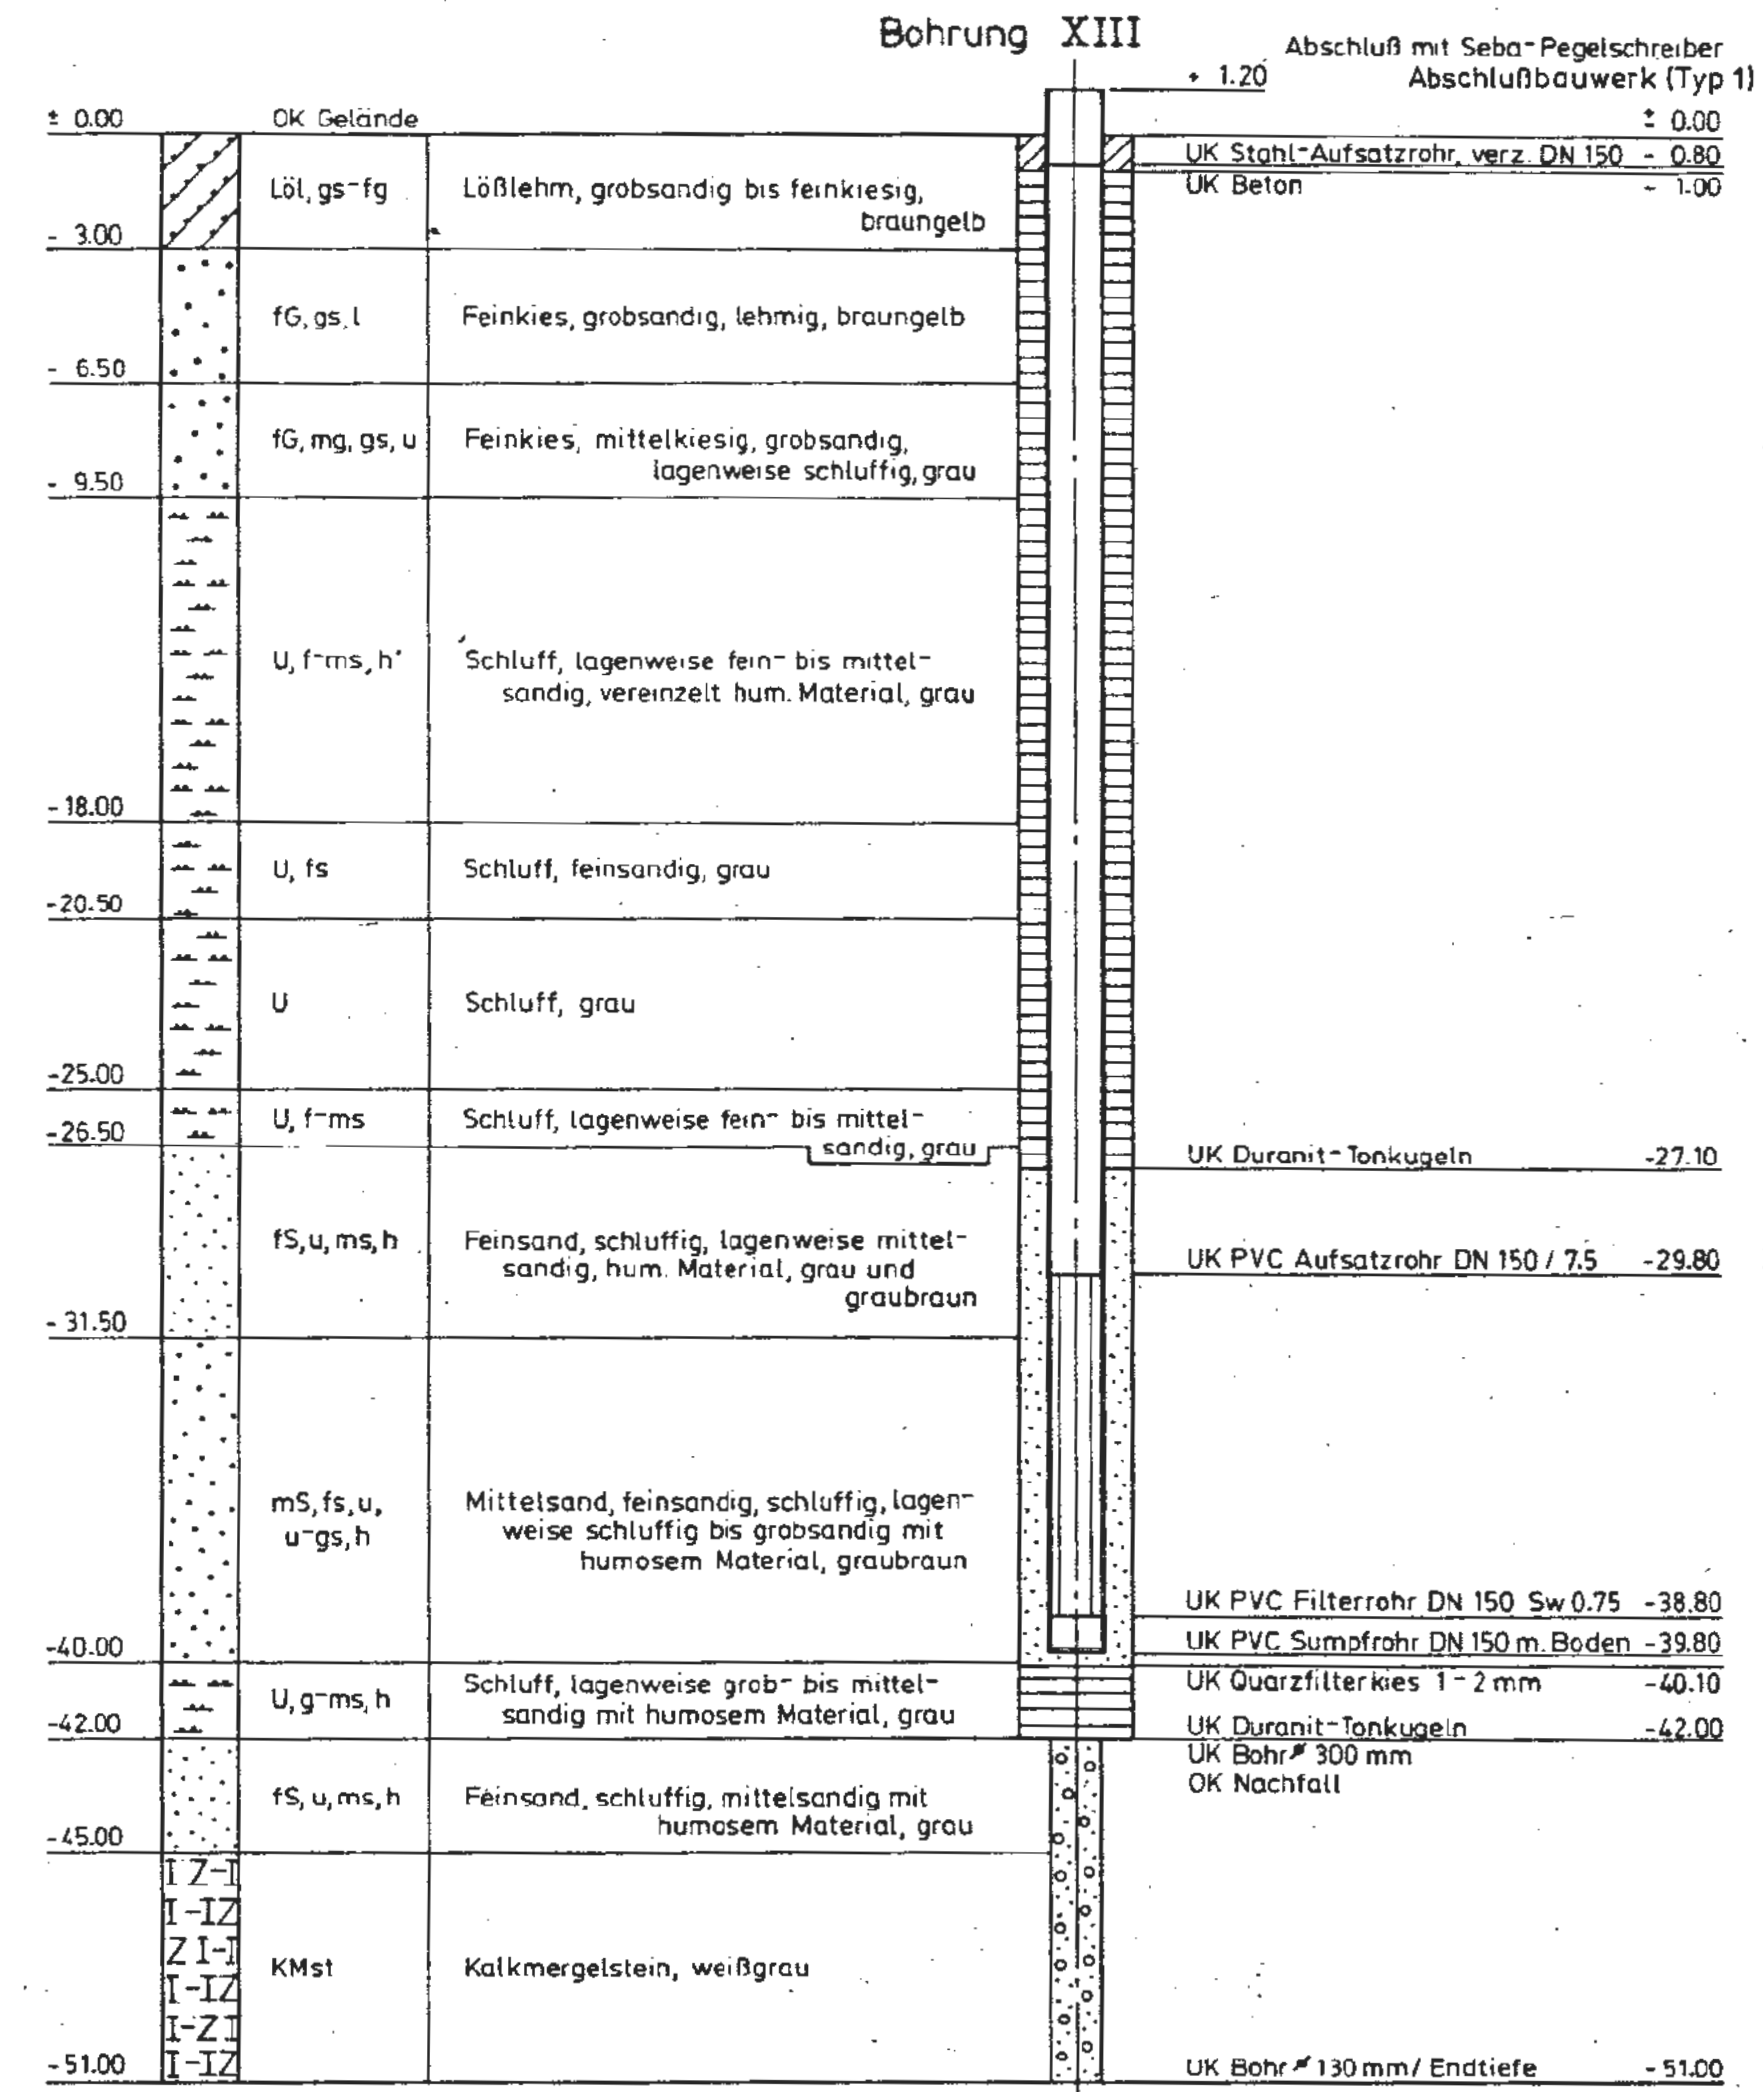 Bohrung XIII
Abschluß mit Seba-Pegelschreiber
Abschlußbauwerk (Typ 1)
+ 1.20
± 0.00 OK Gelände
± 0.00
UK Stahl-Aufsatzrohr, verz. DN 150 - 0.80
UK Beton - 1.00
Löl, gs-fg Lößlehm, grobsandig bis feinkiesig,
braungelb
- 3.00
fG, gs, l Feinkies, grobsandig, lehmig, braungelb
- 6.50
fG, mg, gs, u Feinkies, mittelkiesig, grobsandig,
lagenweise schluffig, grau
- 9.50
U, f-ms, h' Schluff, lagenweise fein- bis mittel-
sandig, vereinzelt hum. Material, grau
- 18.00
U, fs Schluff, feinsandig, grau
-20.50
U Schluff, grau
-25.00
U, f-ms Schluff, lagenweise fein- bis mittel-
-26.50
sandig, grau
UK Duranit-Tonkugeln -27.10
fS, u, ms, h Feinsand, schluffig, lagenweise mittel-
sandig, hum. Material, grau und
graubraun
UK PVC Aufsatzrohr DN 150 / 7.5 -29.80
- 31.50
mS, fs, u, Mittelsand, feinsandig, schluffig, lagen-
u-gs, h weise schluffig bis grobsandig mit
humosem Material, graubraun
UK PVC Filterrohr DN 150 Sw 0.75 -38.80
UK PVC Sumpfrohr DN 150 m. Boden -39.80
-40.00
UK Quarzfilterkies 1-2 mm -40.10
U, g-ms, h Schluff, lagenweise grob- bis mittel-
sandig mit humosem Material, grau
-42.00
UK Duranit-Tonkugeln -42.00
UK Bohr ø 300 mm
OK Nachfall
fS, u, ms, h Feinsand, schluffig, mittelsandig mit
humosem Material, grau
-45.00
I Z-I
I-IZ
Z I-I
I-IZ
I-Z I
I-IZ
KMst Kalkmergelstein, weißgrau
-51.00
UK Bohr ø 130 mm / Endtiefe - 51.00